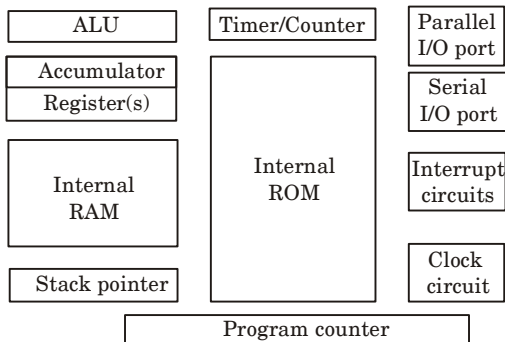 ALU
Accumulator
Register(s)
Internal
RAM
Stack pointer
Timer/Counter
Internal
ROM
Parallel
I/O port
Serial
I/O port
Interrupt
circuits
Clock
circuit
Program counter